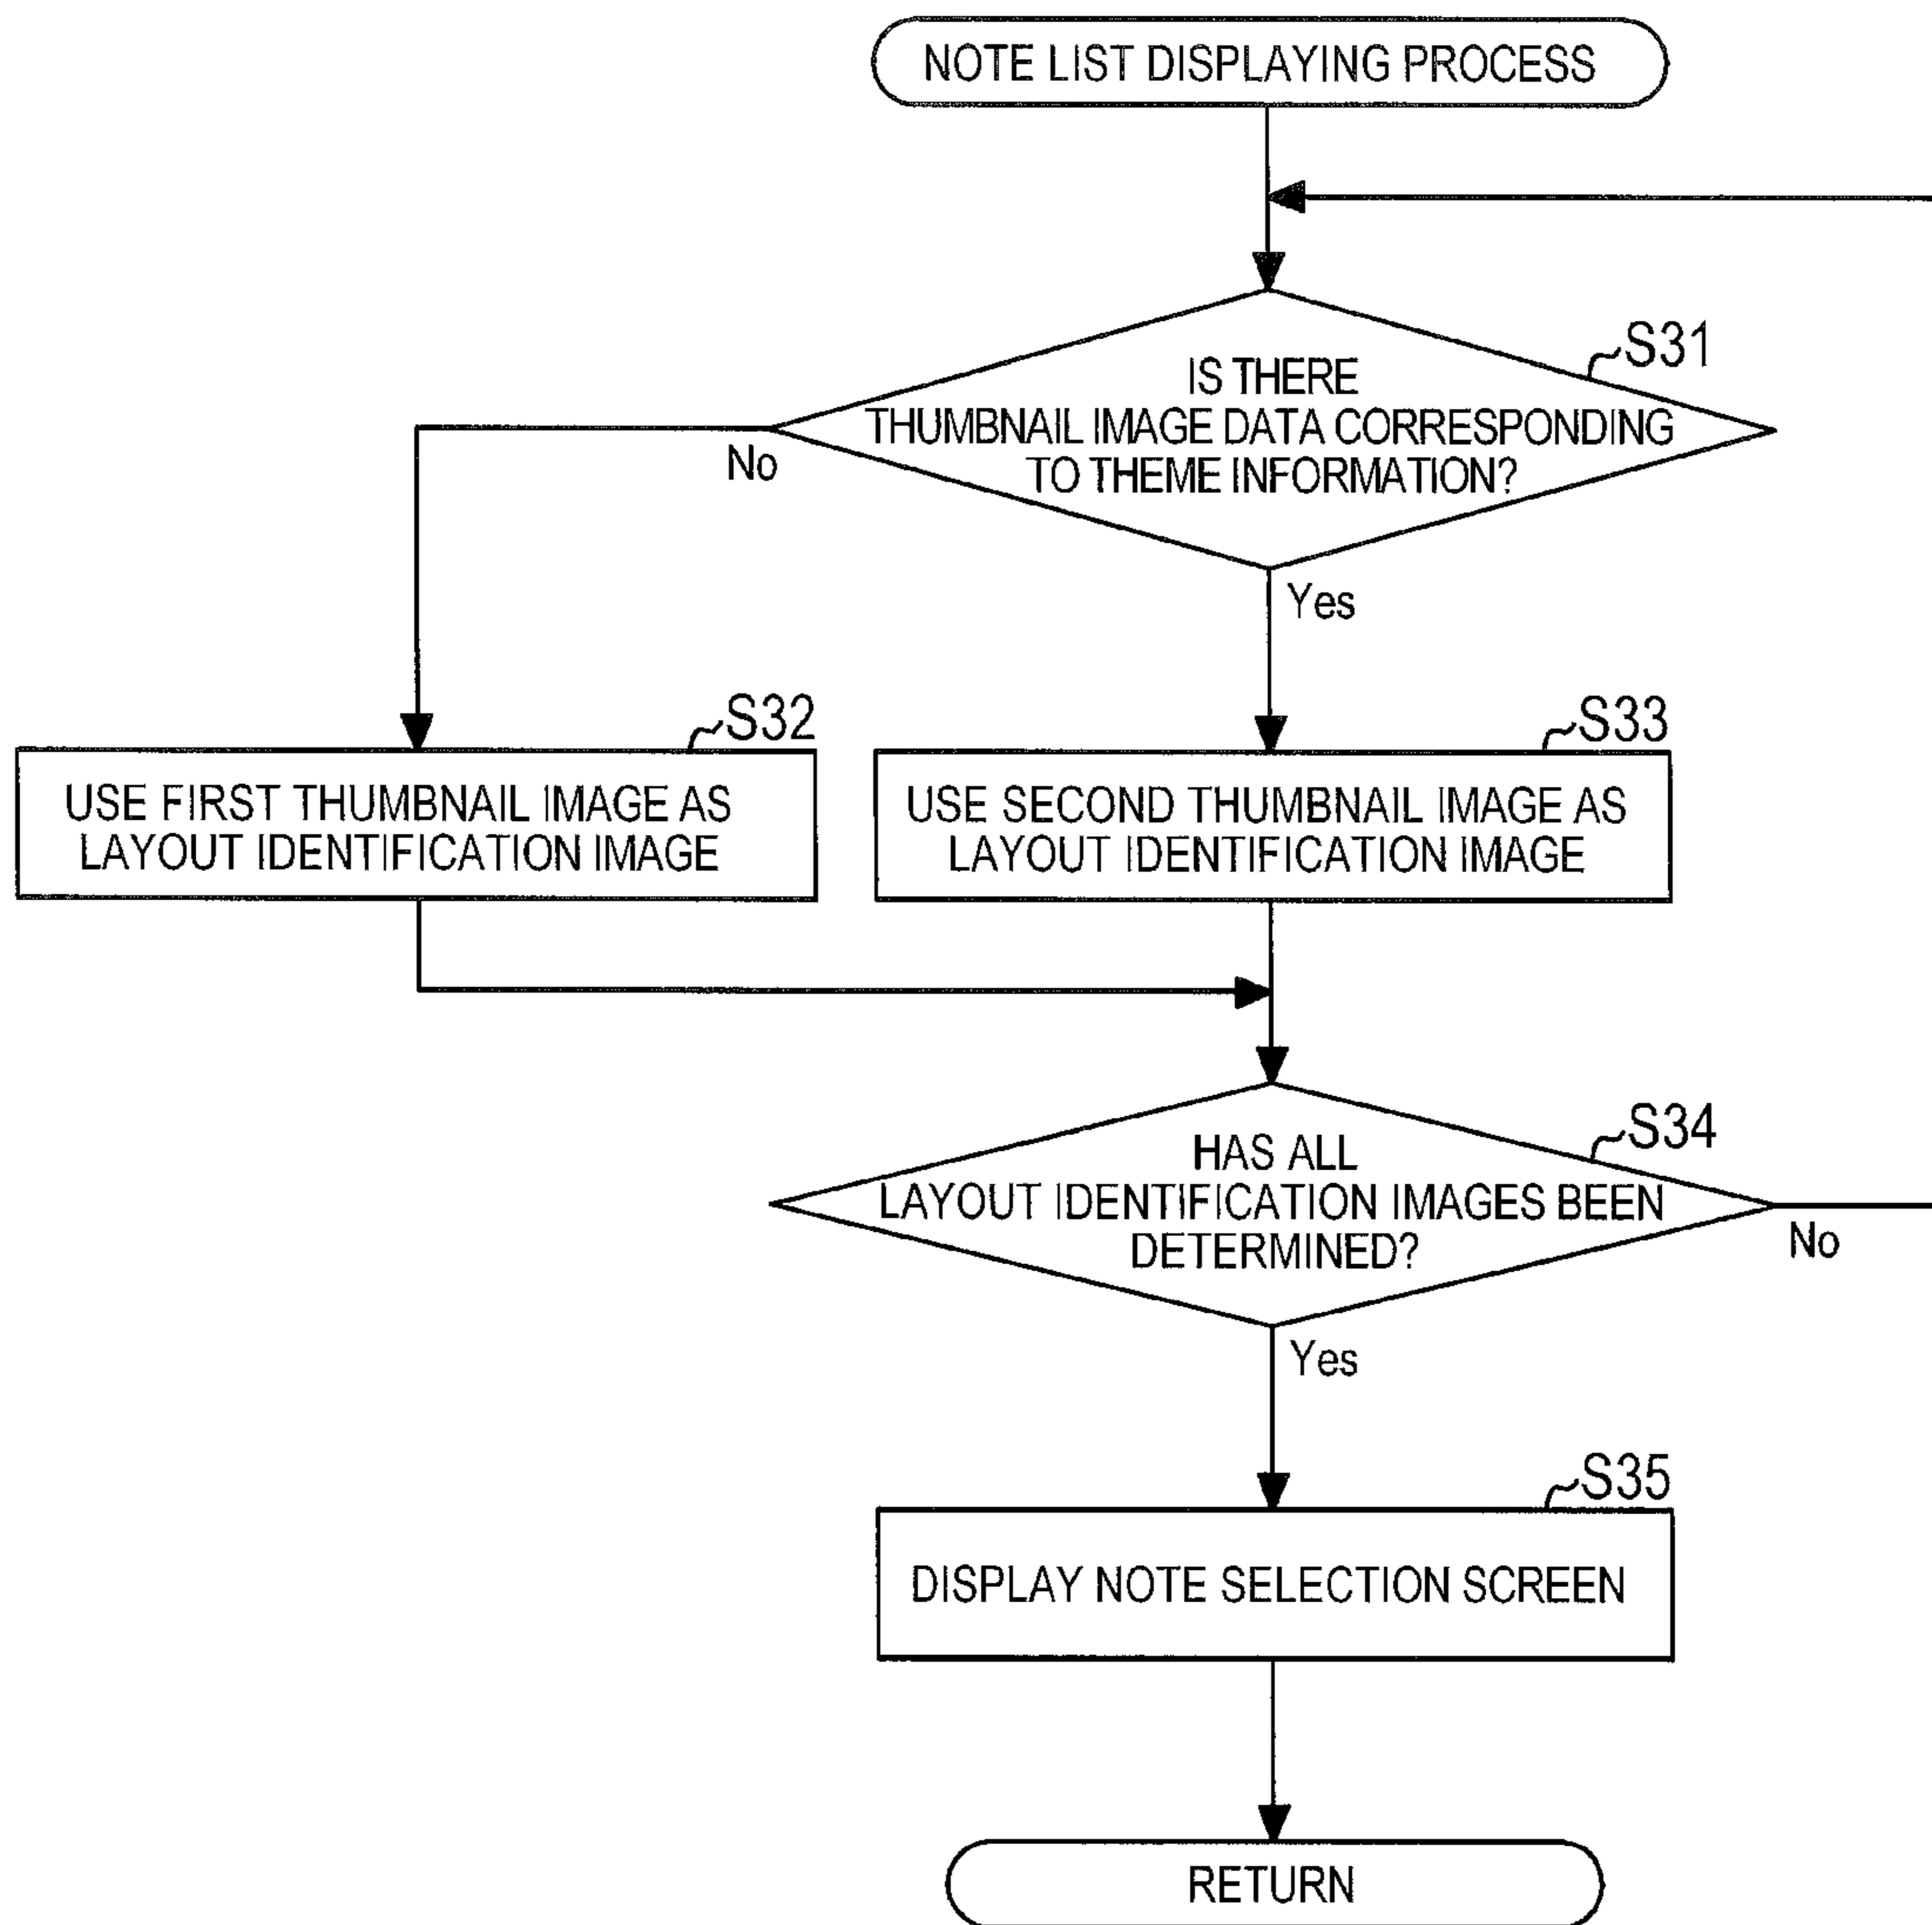 NOTE LIST DISPLAYING PROCESS
S31
IS THERE
THUMBNAIL IMAGE DATA CORRESPONDING
TO THEME INFORMATION?
No
Yes
S32
USE FIRST THUMBNAIL IMAGE AS
LAYOUT IDENTIFICATION IMAGE
S33
USE SECOND THUMBNAIL IMAGE AS
LAYOUT IDENTIFICATION IMAGE
S34
HAS ALL
LAYOUT IDENTIFICATION IMAGES BEEN
DETERMINED?
No
Yes
S35
DISPLAY NOTE SELECTION SCREEN
RETURN